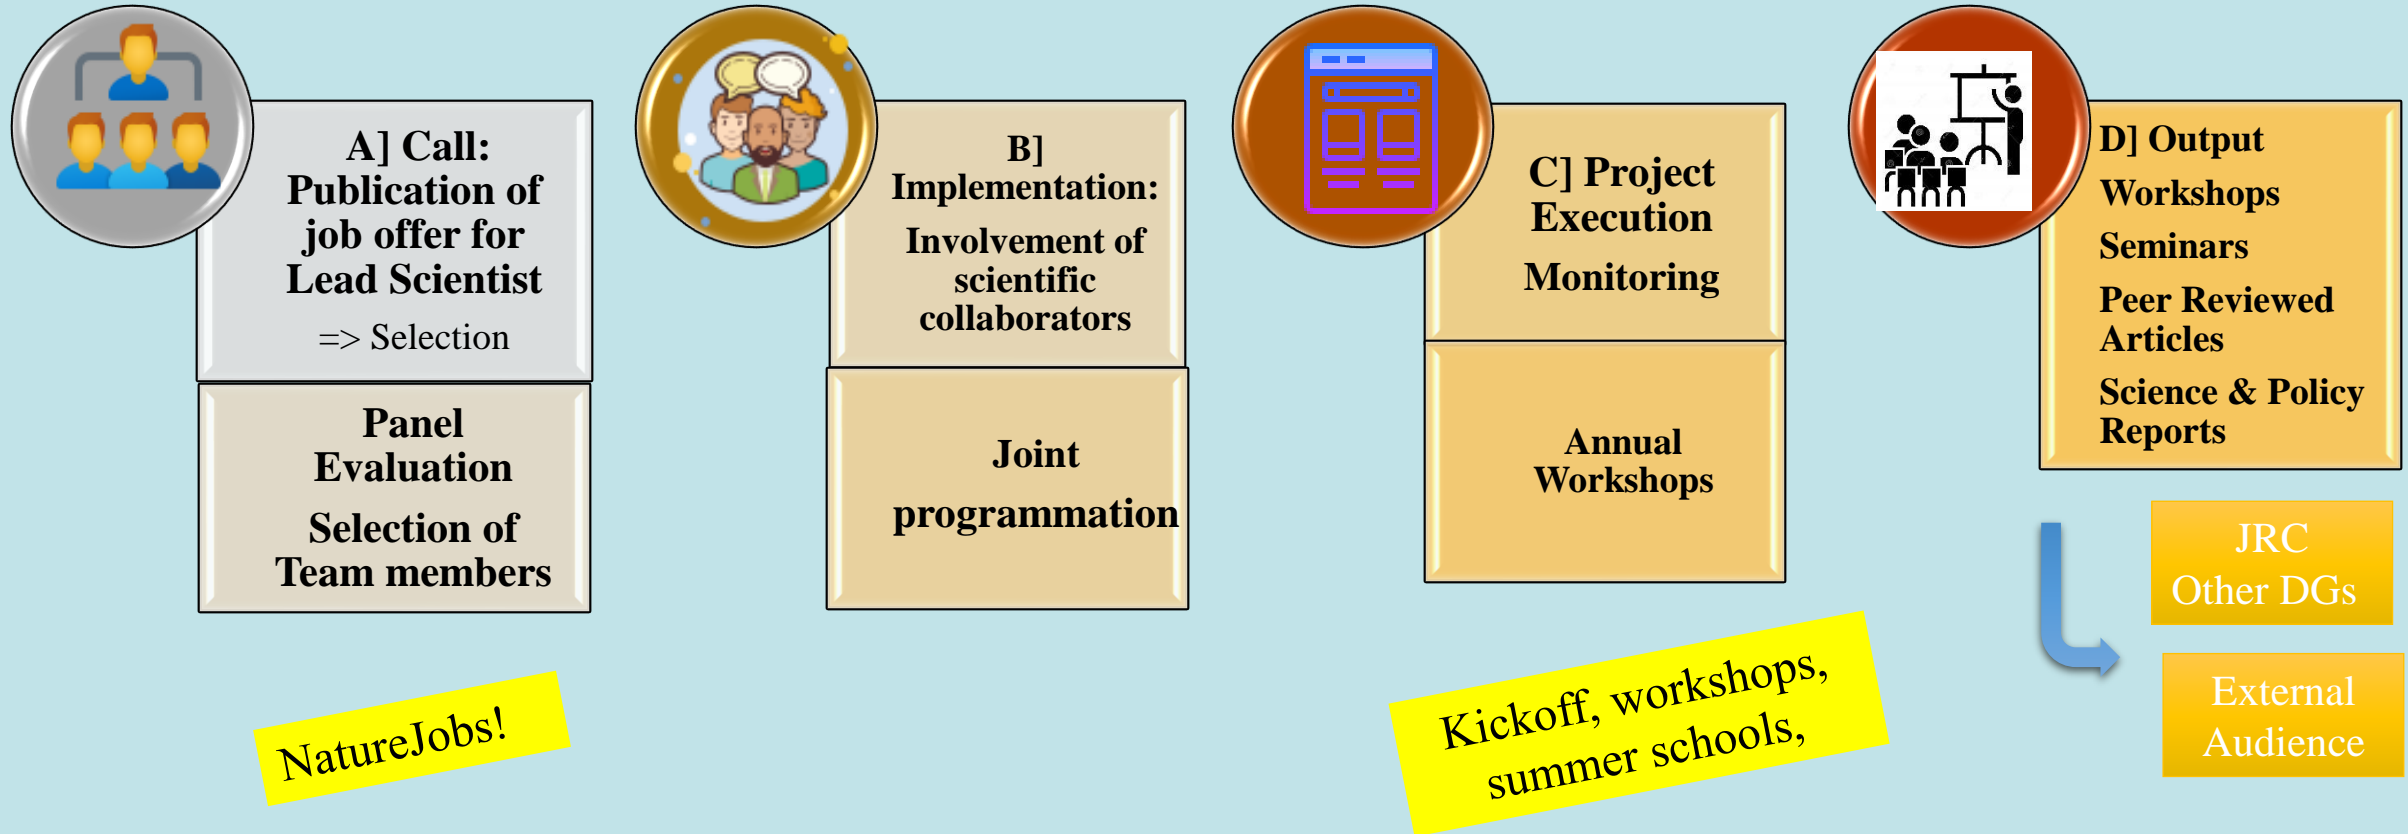 A] Call:
Publication of
job offer for
Lead Scientist
=> Selection
Panel
Evaluation
Selection of
Team members
NatureJobs!
B]
Implementation:
Involvement of
scientific
collaborators
Joint
programmation
C] Project
Execution
Monitoring
Annual
Workshops
Kickoff, workshops,
summer schools,
D] Output
Workshops
Seminars
Peer Reviewed
Articles
Science & Policy
Reports
JRC
Other DGs
External
Audience